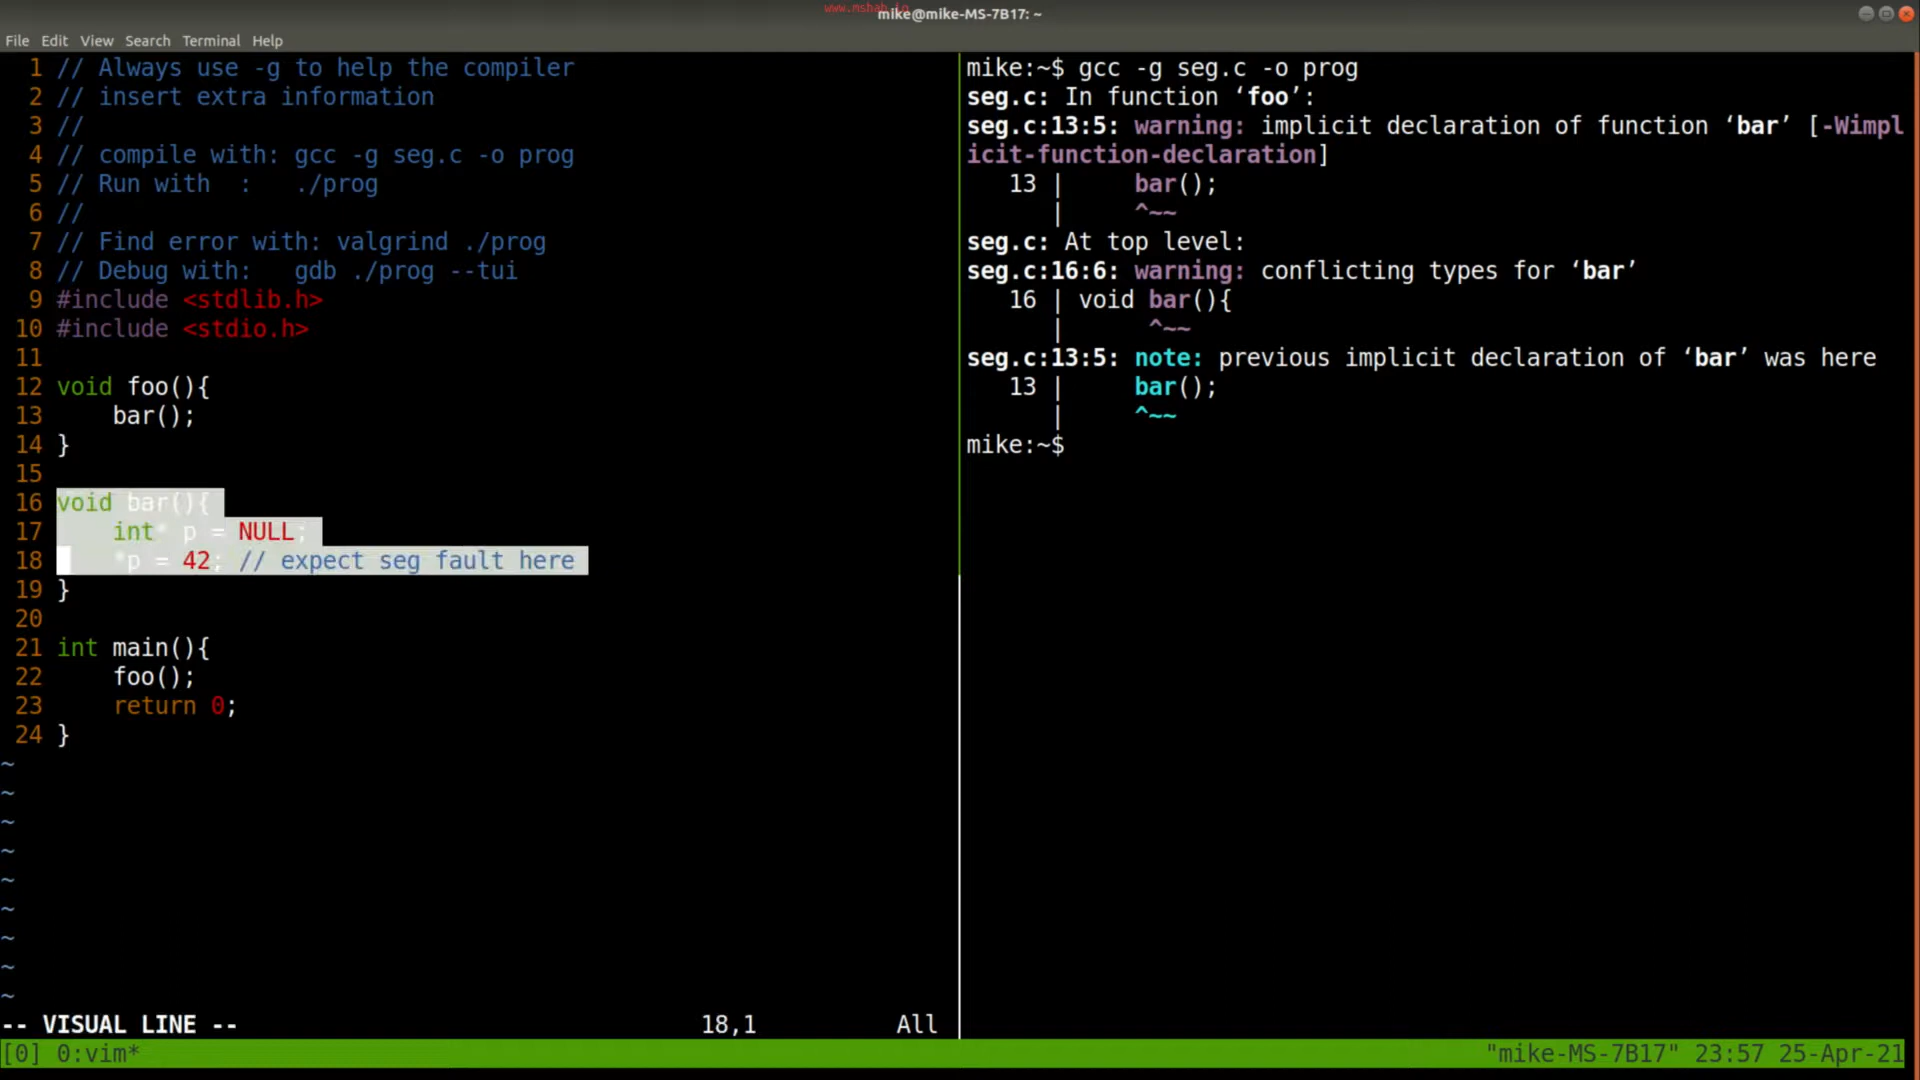 www.mshah.io
mike@mike-MS-7B17: ~
File Edit View Search Terminal Help
1 // Always use -g to help the compiler
2 // insert extra information
3 //
4 // compile with: gcc -g seg.c -o prog
5 // Run with  :   ./prog
6 //
7 // Find error with: valgrind ./prog
8 // Debug with:   gdb ./prog --tui
9 #include <stdlib.h>
10 #include <stdio.h>
11
12 void foo(){
13     bar();
14 }
15
16 void bar(){
17     int* p = NULL;
18     *p = 42; // expect seg fault here
19 }
20
21 int main(){
22     foo();
23     return 0;
24 }
~
~
~
~
~
~
~
~
~
-- VISUAL LINE -- 18,1 All
mike:~$ gcc -g seg.c -o prog
seg.c: In function ‘foo’:
seg.c:13:5: warning: implicit declaration of function ‘bar’ [-Wimpl
icit-function-declaration]
   13 |     bar();
      |     ^~~
seg.c: At top level:
seg.c:16:6: warning: conflicting types for ‘bar’
   16 | void bar(){
      |      ^~~
seg.c:13:5: note: previous implicit declaration of ‘bar’ was here
   13 |     bar();
      |     ^~~
mike:~$
[0] 0:vim* "mike-MS-7B17" 23:57 25-Apr-21